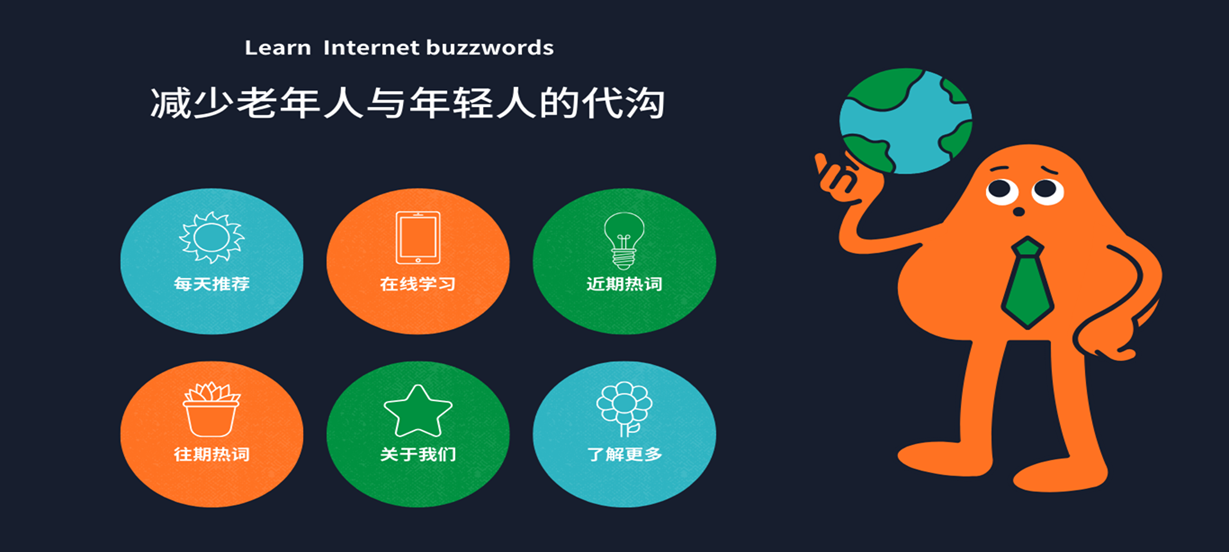 Learn Internet buzzwords
减少老年人与年轻人的代沟
每天推荐
在线学习
近期热词
往期热词
关于我们
了解更多